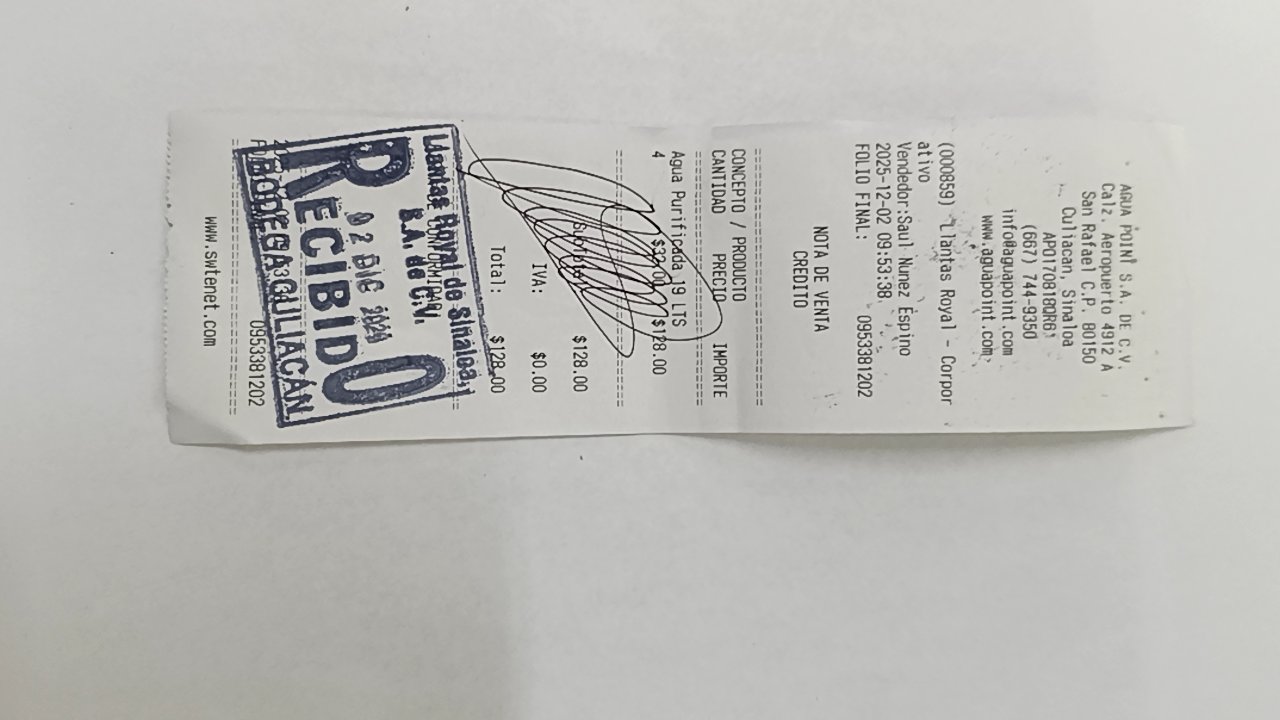 AGUA POINT S.A. DE C.V.
Calz. Aeropuerto 4912 A
San Rafael C.P. 80150
Culiacan, Sinaloa
APO170818QR6
(667) 744-9350
info@aguapoint.com
www.aguapoint.com
(000859) Llantas Royal - Corpor
ativo
Vendedor:Saul Nunez Espino
2025-12-02 09:53:38
FOLIO FINAL: 0953381202
NOTA DE VENTA
CREDITO
===============================
CONCEPTO / PRODUCTO
CANTIDAD PRECIO IMPORTE
===============================
Agua Purificada 19 LTS
4 $32.00 $128.00
===============================
Subtotal: $128.00
IVA: $0.00
Total: $128.00
CONFORMIDAD
Llantas Royal de Sinaloa,
S.A. de C.V.
RECIBIDO
02 DIC 2025
BODEGA CULIACÁN
0953381202
===============================
www.swtenet.com